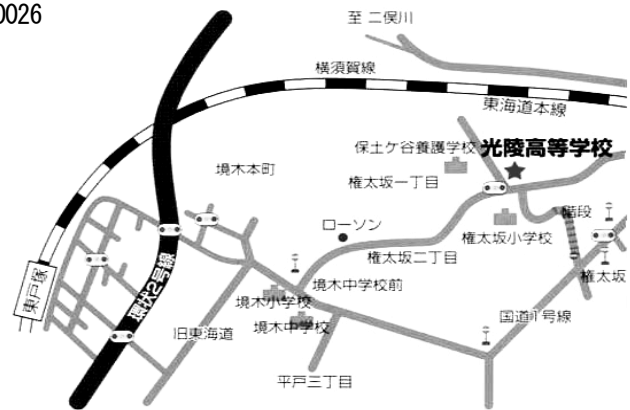 0026
至 二俣川
横須賀線
東海道本線
保土ケ谷養護学校
光陵高等学校
境木本町
権太坂一丁目
階段
ローソン
権太坂小学校
権太坂二丁目
権太坂
東戸塚
環状2号線
境木中学校前
境木小学校
国道1号線
旧東海道
境木中学校
平戸三丁目